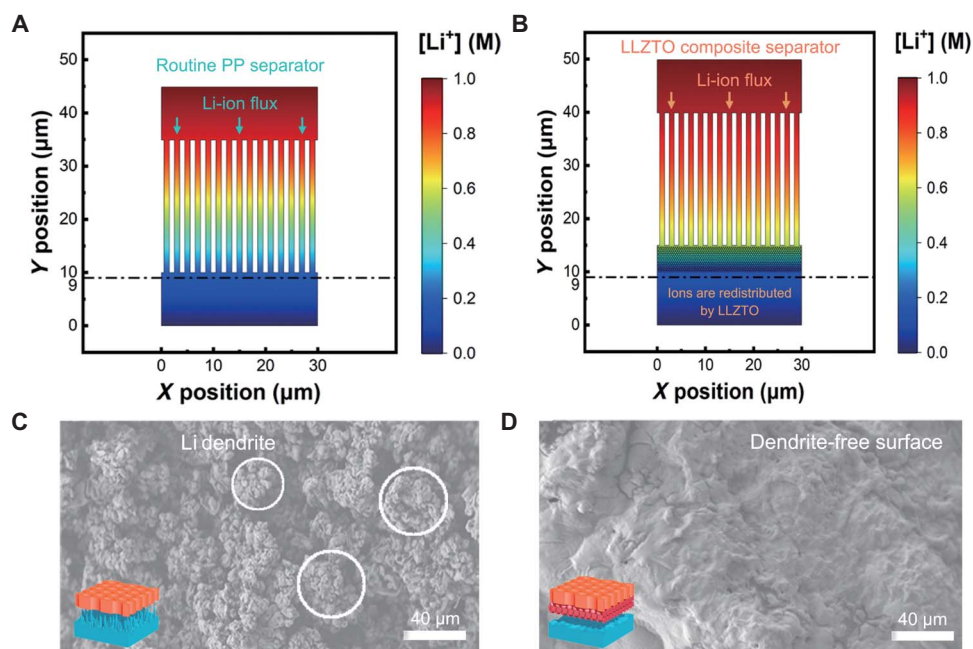 A
Routine PP separator
Li-ion flux
[Li⁺] (M)
1.0
0.8
0.6
0.4
0.2
0.0
50
40
30
20
10
9
0
Y position (µm)
0 10 20 30
X position (µm)
B
LLZTO composite separator
Li-ion flux
Ions are redistributed
by LLZTO
[Li⁺] (M)
1.0
0.8
0.6
0.4
0.2
0.0
50
40
30
20
10
9
0
Y position (µm)
0 10 20 30
X position (µm)
C
Li dendrite
40 µm
D
Dendrite-free surface
40 µm